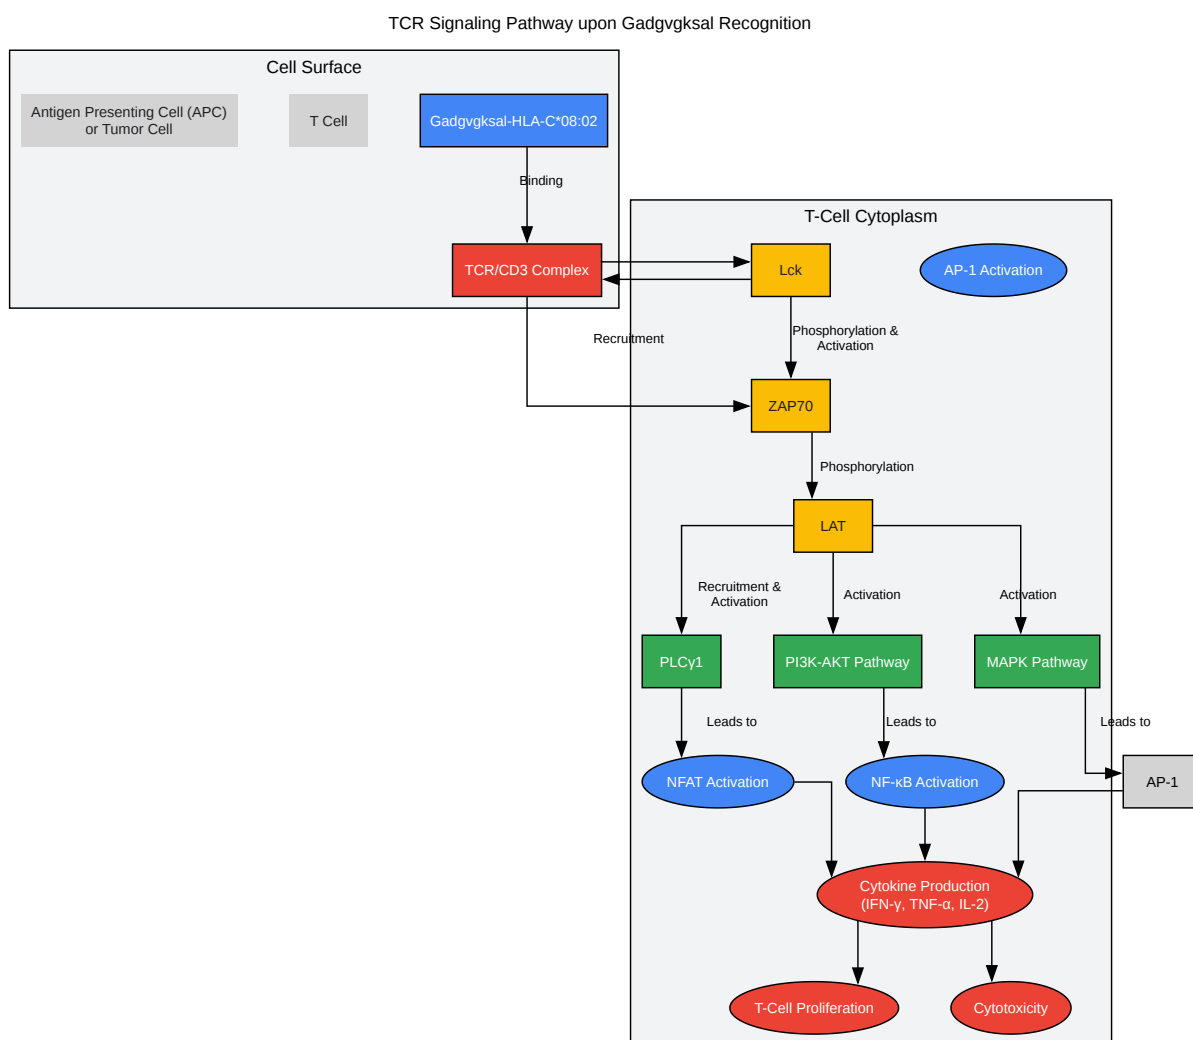 TCR Signaling Pathway upon Gadgvgksal Recognition
Cell Surface
Antigen Presenting Cell (APC)
or Tumor Cell
T Cell
Gadgvgksal-HLA-C*08:02
Binding
T-Cell Cytoplasm
TCR/CD3 Complex
Lck
AP-1 Activation
Recruitment
Phosphorylation &
Activation
ZAP70
Phosphorylation
LAT
Recruitment &
Activation
Activation
Activation
PLCγ1
PI3K-AKT Pathway
MAPK Pathway
Leads to
Leads to
Leads to
NFAT Activation
NF-κB Activation
AP-1
Cytokine Production
(IFN-γ, TNF-α, IL-2)
T-Cell Proliferation
Cytotoxicity